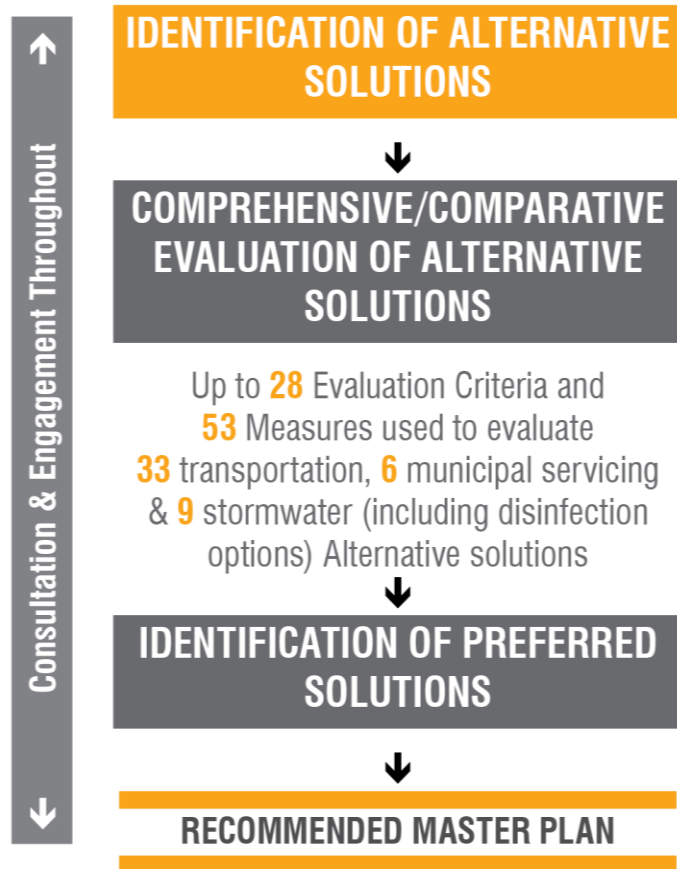 Consultation & Engagement Throughout
IDENTIFICATION OF ALTERNATIVE
SOLUTIONS
COMPREHENSIVE/COMPARATIVE
EVALUATION OF ALTERNATIVE
SOLUTIONS
Up to 28 Evaluation Criteria and
53 Measures used to evaluate
33 transportation, 6 municipal servicing
& 9 stormwater (including disinfection
options) Alternative solutions
IDENTIFICATION OF PREFERRED
SOLUTIONS
RECOMMENDED MASTER PLAN